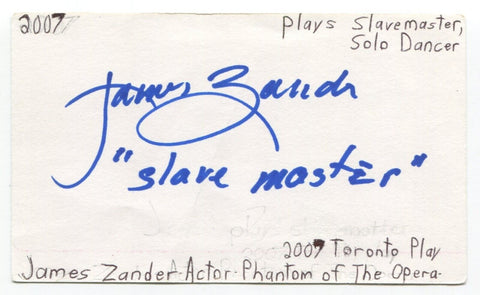 2007
Plays Slavemaster,
Solo Dancer
James Zander
"slave master"
2007 Toronto Play
James Zander-Actor-Phantom of The Opera-